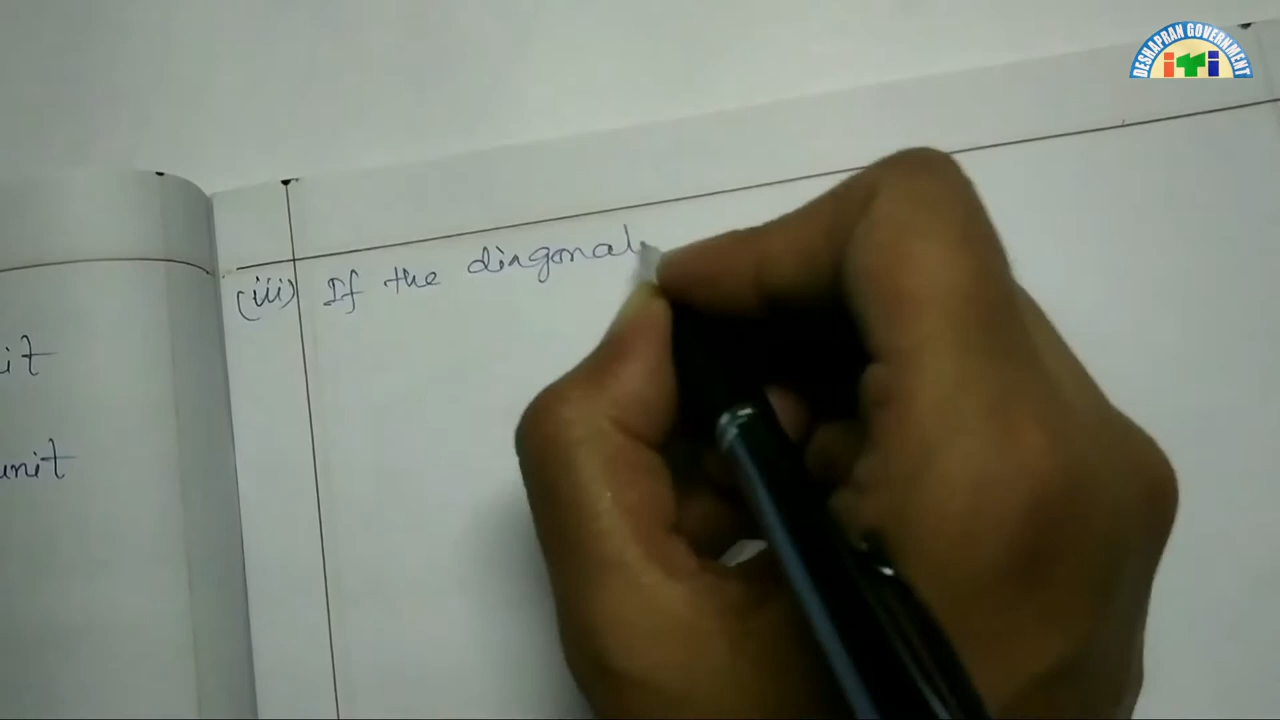 DESHAPRAN GOVERNMENT
iTi
(iii) If the diagonal
it
unit